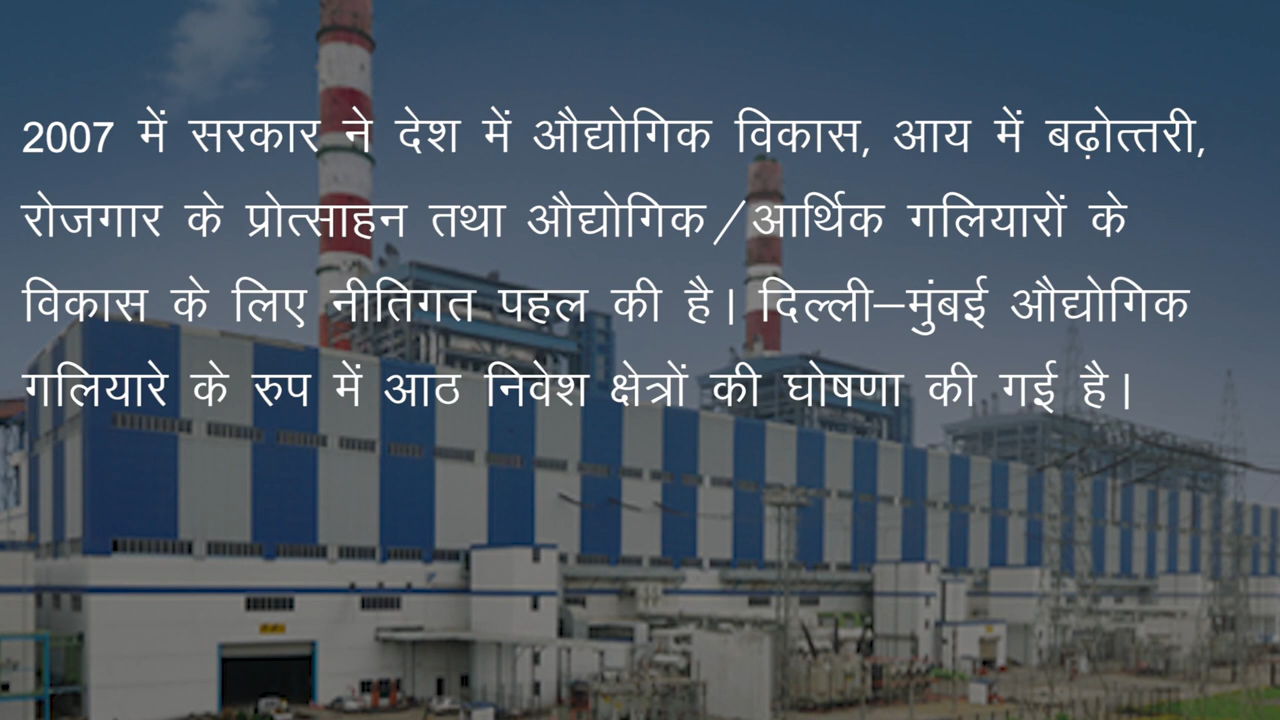 2007 में सरकार ने देश में औद्योगिक विकास, आय में बढ़ोत्तरी,
रोजगार के प्रोत्साहन तथा औद्योगिक/आर्थिक गलियारों के
विकास के लिए नीतिगत पहल की है। दिल्ली–मुंबई औद्योगिक
गलियारे के रुप में आठ निवेश क्षेत्रों की घोषणा की गई है।